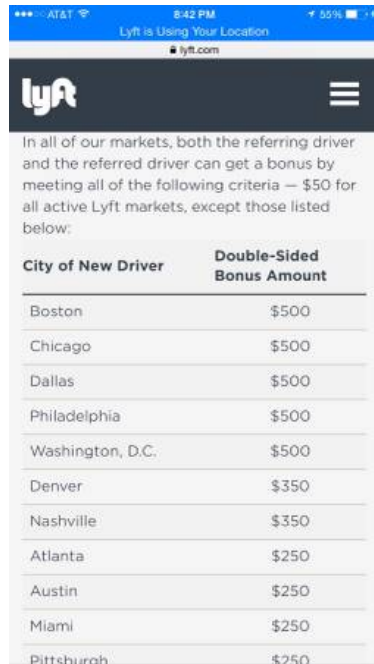 AT&T 8:42 PM 55%
Lyft is Using Your Location
lyft.com
lyft
In all of our markets, both the referring driver
and the referred driver can get a bonus by
meeting all of the following criteria — $50 for
all active Lyft markets, except those listed
below:
City of New Driver Double-Sided Bonus Amount
Boston $500
Chicago $500
Dallas $500
Philadelphia $500
Washington, D.C. $500
Denver $350
Nashville $350
Atlanta $250
Austin $250
Miami $250
Pittsburgh $250